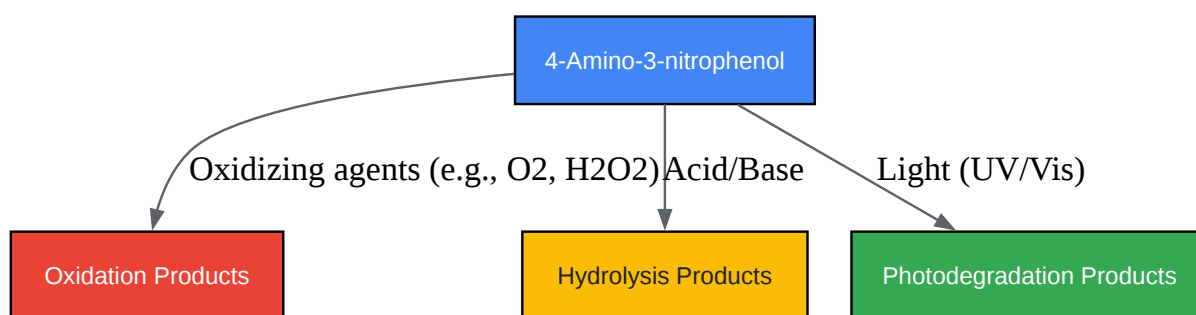 4-Amino-3-nitrophenol
Oxidizing agents (e.g., O2, H2O2)
Acid/Base
Light (UV/Vis)
Oxidation Products
Hydrolysis Products
Photodegradation Products